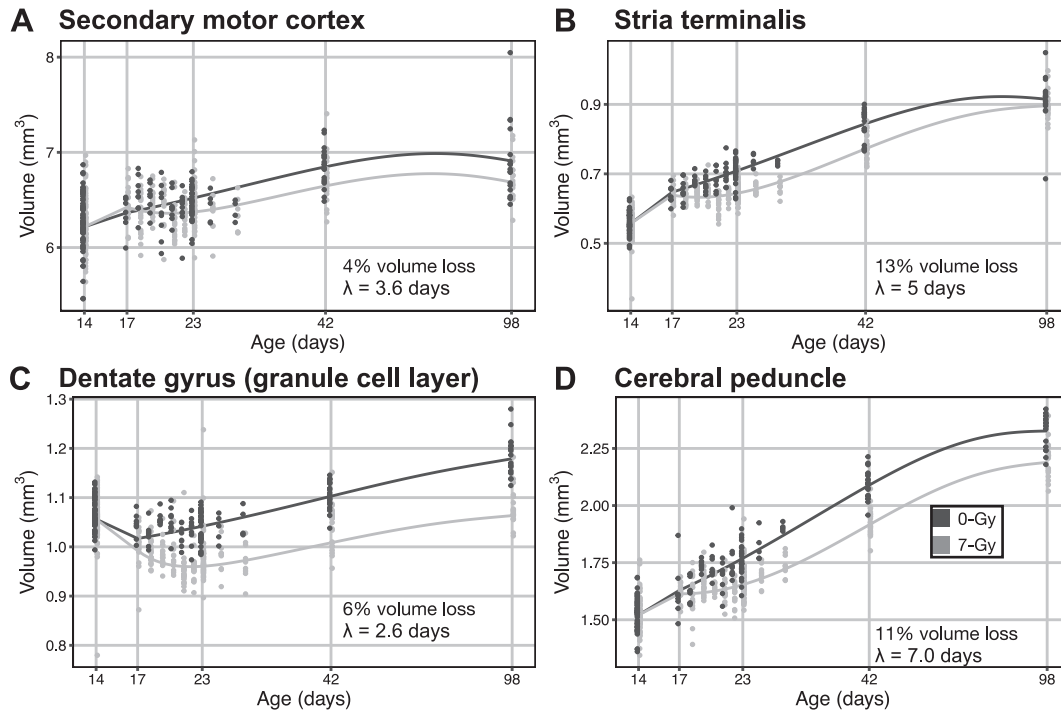 A Secondary motor cortex
8
7
6
Volume (mm³)
4% volume loss
λ = 3.6 days
14 17 23 42 98
Age (days)
B Stria terminalis
0.9
0.7
0.5
Volume (mm³)
13% volume loss
λ = 5 days
14 17 23 42 98
Age (days)
C Dentate gyrus (granule cell layer)
1.3
1.2
1.1
1.0
0.9
0.8
Volume (mm³)
6% volume loss
λ = 2.6 days
14 17 23 42 98
Age (days)
D Cerebral peduncle
2.25
2.00
1.75
1.50
Volume (mm³)
0-Gy
7-Gy
11% volume loss
λ = 7.0 days
14 17 23 42 98
Age (days)